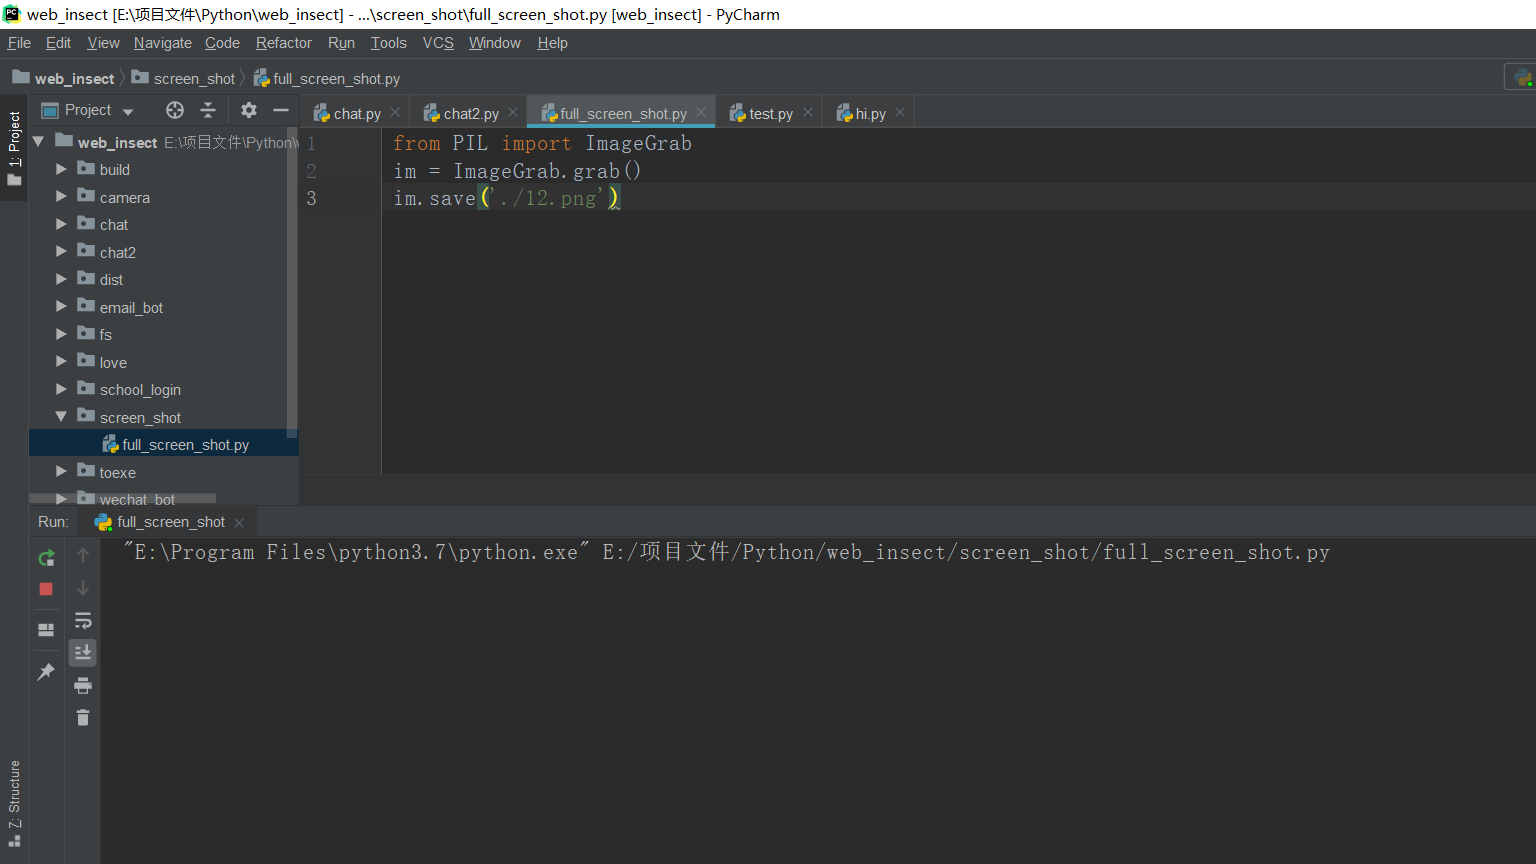 web_insect [E:\项目文件\Python\web_insect] - ...\screen_shot\full_screen_shot.py [web_insect] - PyCharm
File Edit View Navigate Code Refactor Run Tools VCS Window Help
web_insect screen_shot full_screen_shot.py
1: Project
Project
chat.py chat2.py full_screen_shot.py test.py hi.py
web_insect E:\项目文件\Python\
build
camera
chat
chat2
dist
email_bot
fs
love
school_login
screen_shot
full_screen_shot.py
toexe
wechat_bot
1 from PIL import ImageGrab
2 im = ImageGrab.grab()
3 im.save('./12.png')
Run: full_screen_shot
"E:\Program Files\python3.7\python.exe" E:/项目文件/Python/web_insect/screen_shot/full_screen_shot.py
Z: Structure